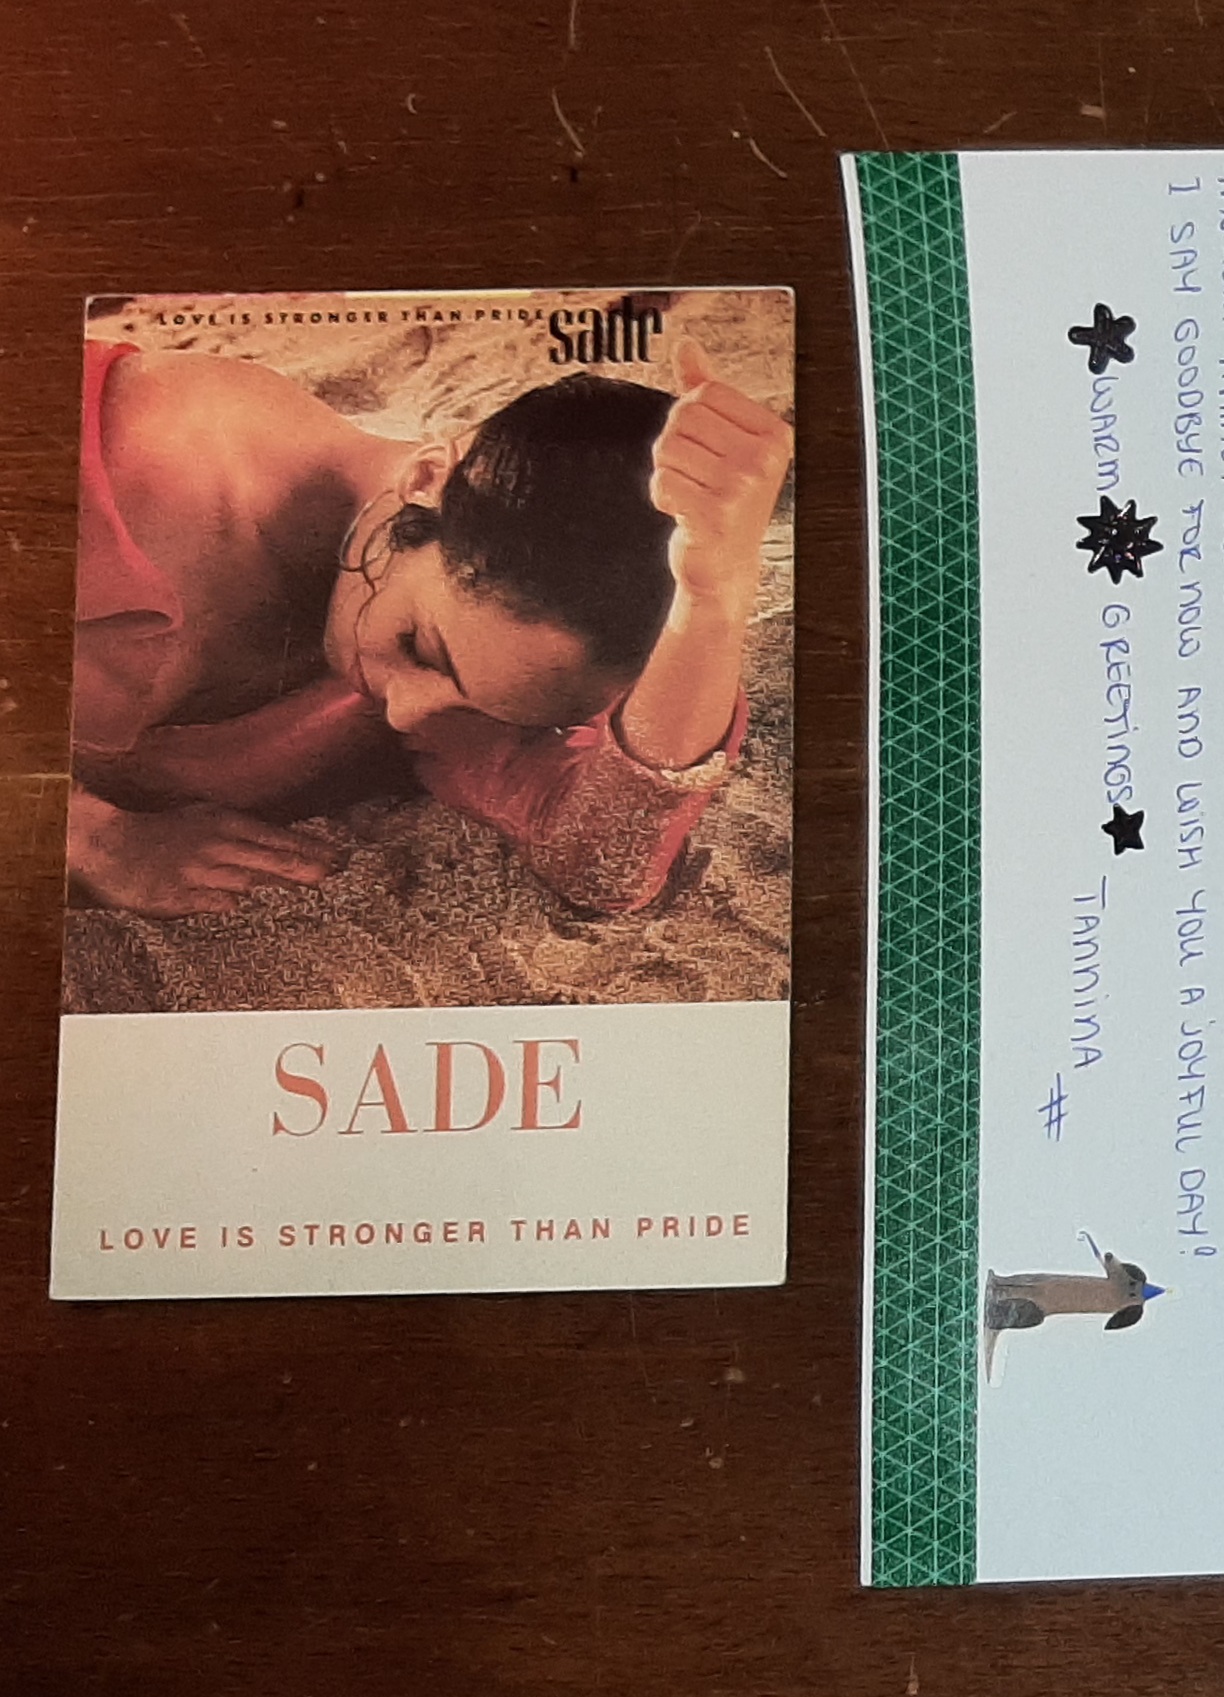 LOVE IS STRONGER THAN PRIDE
sade
SADE
LOVE IS STRONGER THAN PRIDE
I SAY GOODBYE FOR NOW AND WISH YOU A JOYFUL DAY!
WARM GREETINGS
TANNINA
#